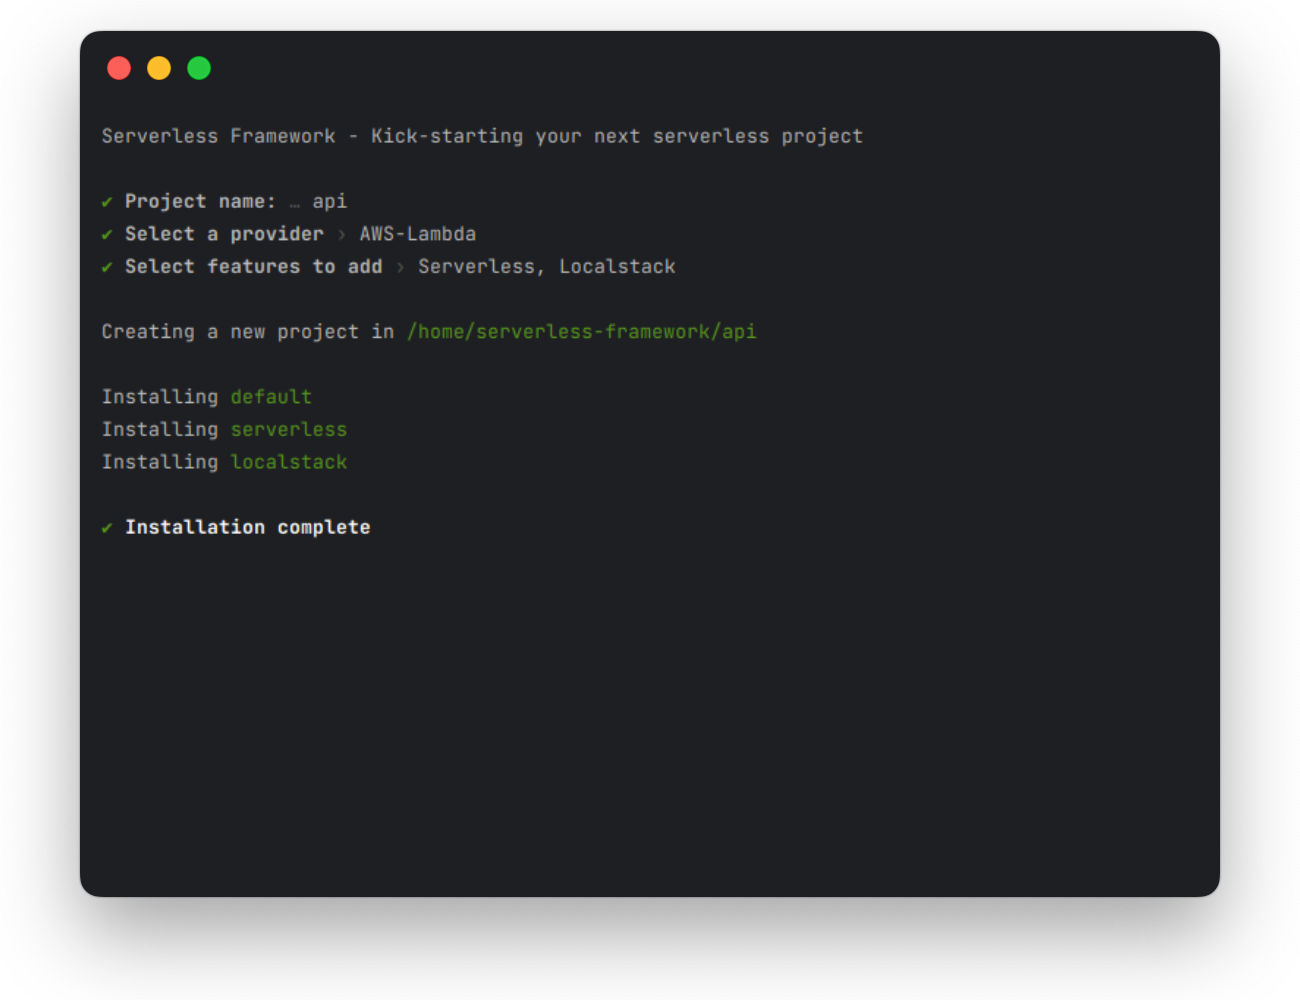 Serverless Framework - Kick-starting your next serverless project
✔ Project name: … api
✔ Select a provider › AWS-Lambda
✔ Select features to add › Serverless, Localstack
Creating a new project in /home/serverless-framework/api
Installing default
Installing serverless
Installing localstack
✔ Installation complete